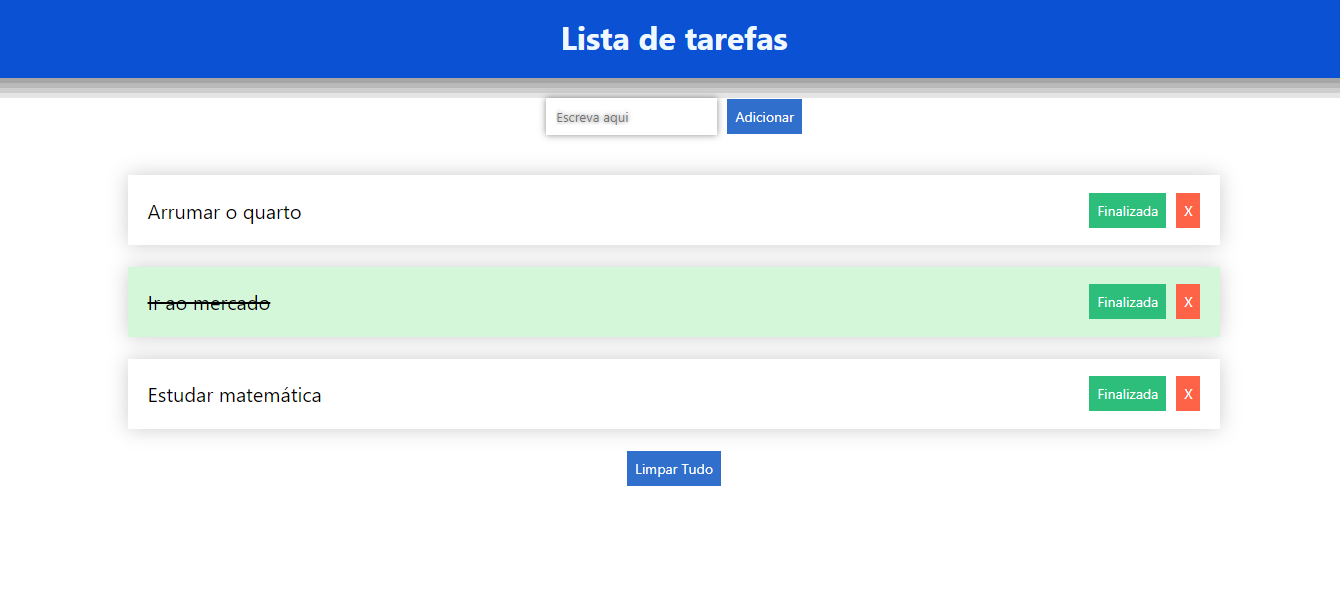 Lista de tarefas
Escreva aqui Adicionar
Arrumar o quarto Finalizada X
Ir ao mercado Finalizada X
Estudar matemática Finalizada X
Limpar Tudo